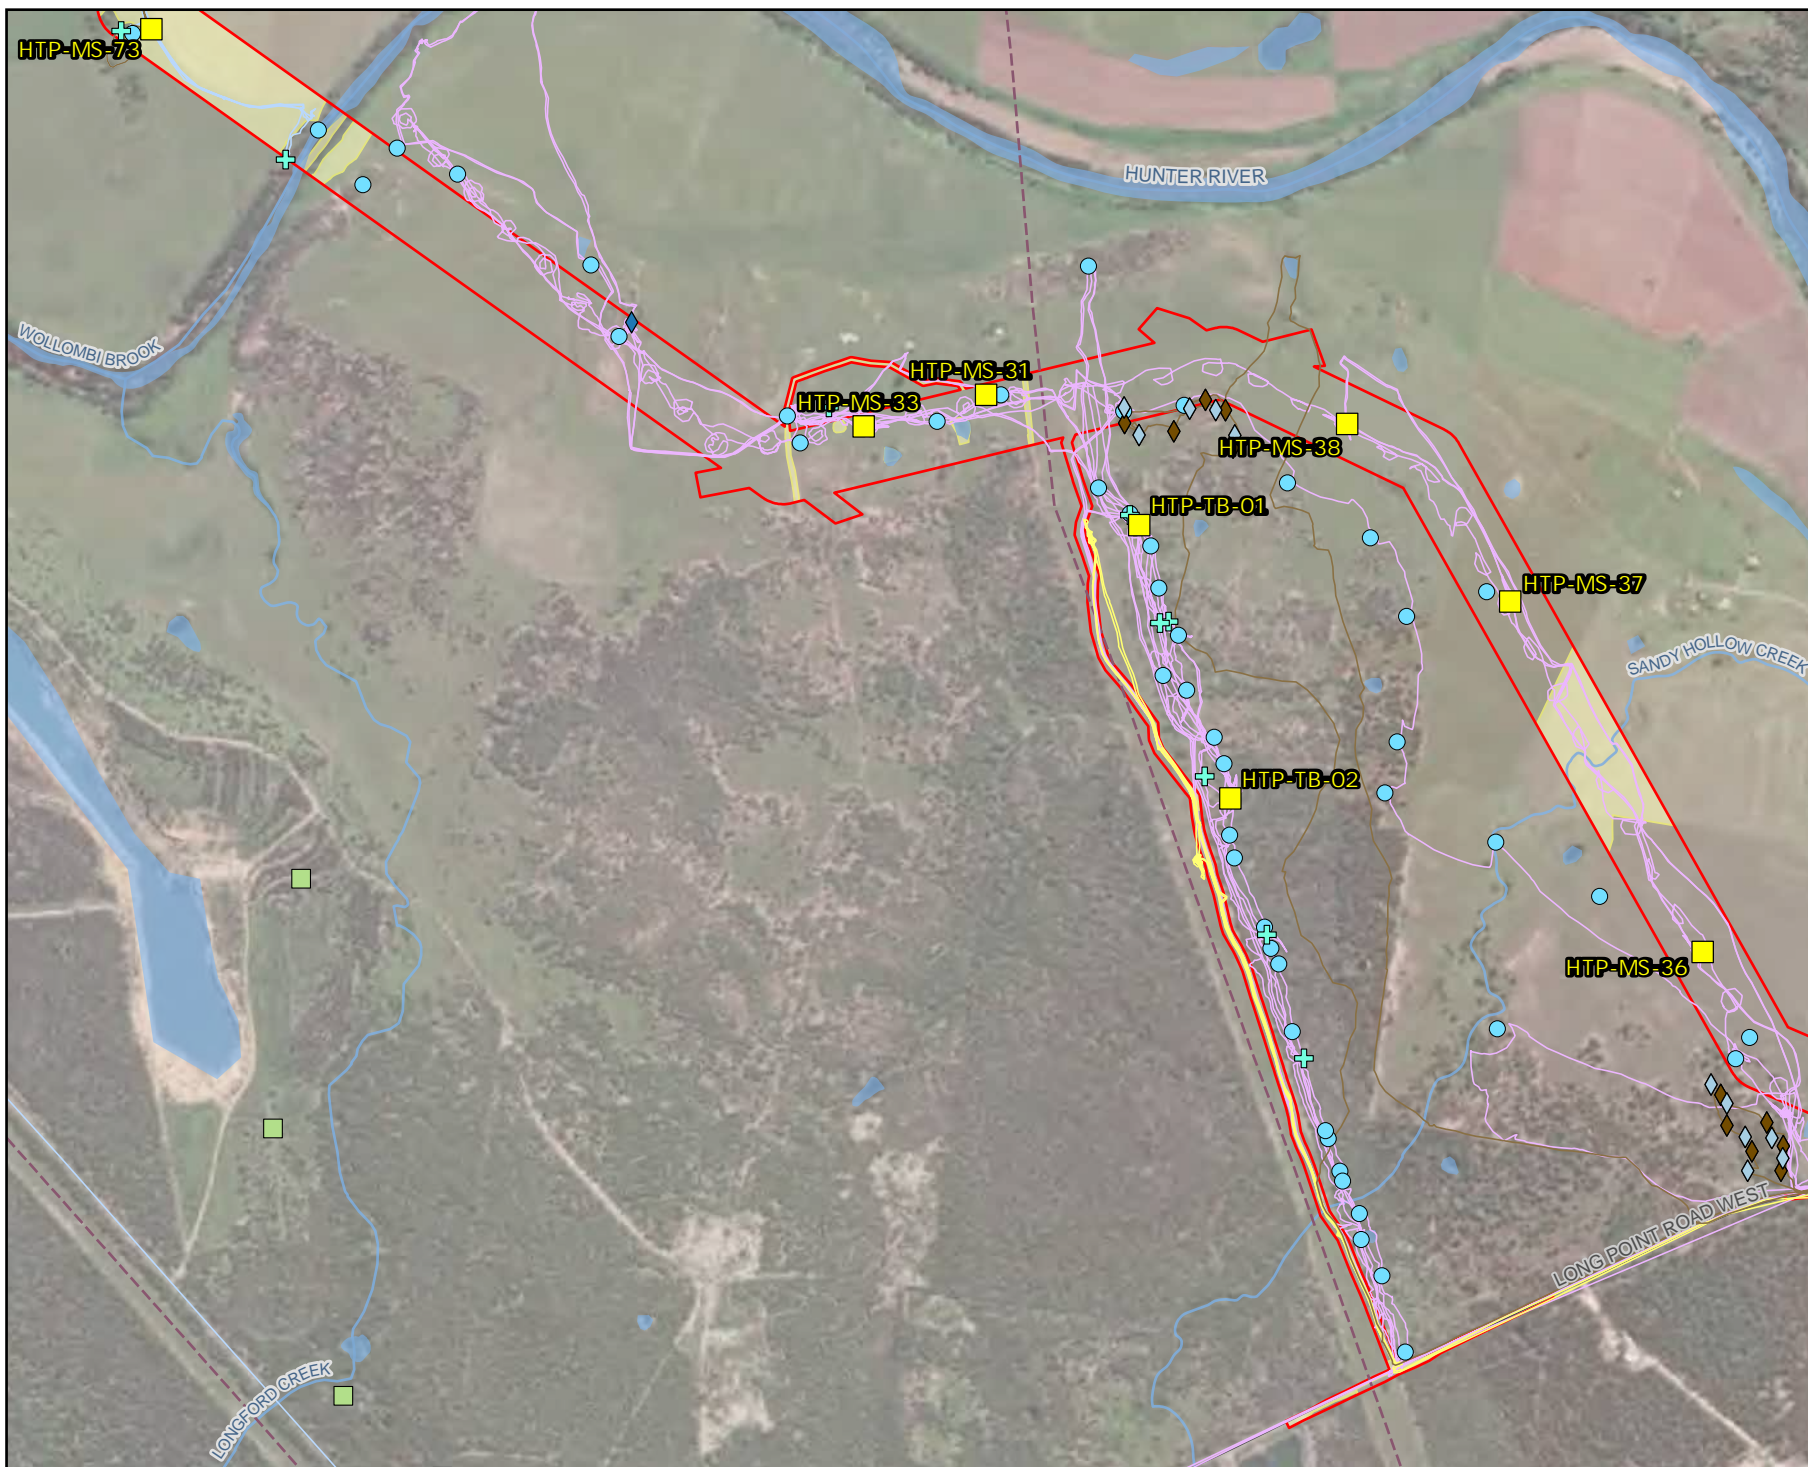 HTP-MS-73
HUNTER RIVER
WOLLOMBI BROOK
HTP-MS-31
HTP-MS-33
HTP-MS-38
HTP-TB-01
HTP-MS-37
SANDY HOLLOW CREEK
HTP-TB-02
HTP-MS-36
LONG POINT ROAD WEST
LONGFORD CREEK